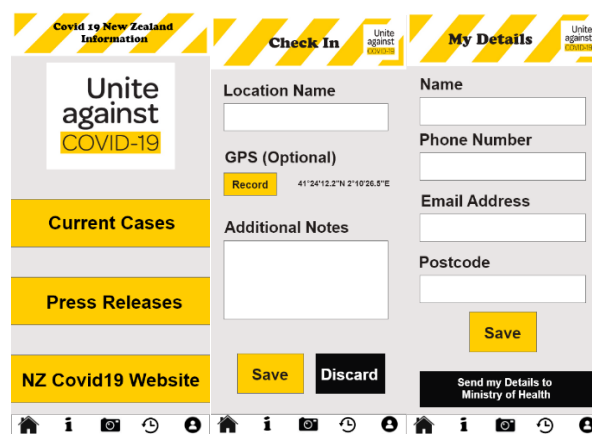 Covid 19 New Zealand
Information
Unite
against
COVID-19
Current Cases
Press Releases
NZ Covid19 Website
Check In
Unite
against
COVID-19
Location Name
GPS (Optional)
Record
41°24'12.2"N 2°10'26.5"E
Additional Notes
Save
Discard
My Details
Unite
against
COVID-19
Name
Phone Number
Email Address
Postcode
Save
Send my Details to
Ministry of Health